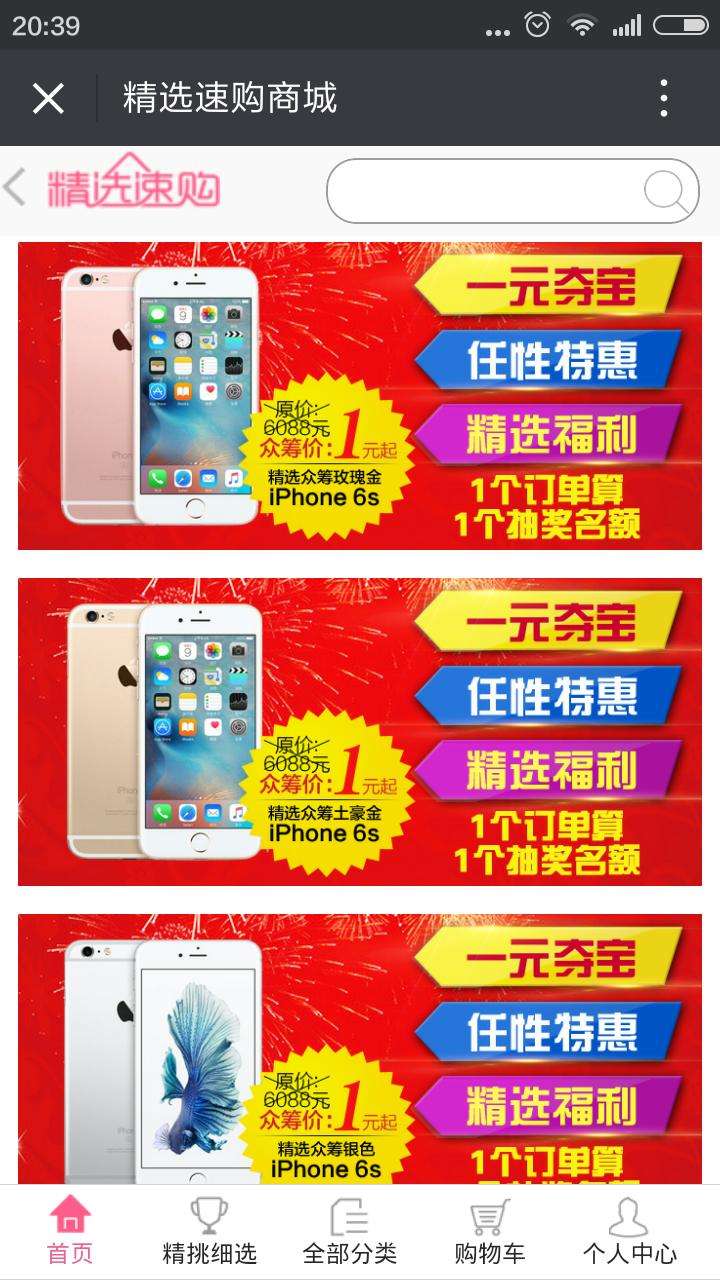 20:39
精选速购商城
精选速购
一元夺宝
任性特惠
精选福利
1个订单算
1个抽奖名额
原价:
6088元
众筹价:1元起
精选众筹玫瑰金
iPhone 6s
一元夺宝
任性特惠
精选福利
1个订单算
1个抽奖名额
原价:
6088元
众筹价:1元起
精选众筹土豪金
iPhone 6s
一元夺宝
任性特惠
精选福利
1个订单算
原价:
6088元
众筹价:1元起
精选众筹银色
iPhone 6s
首页
精挑细选
全部分类
购物车
个人中心